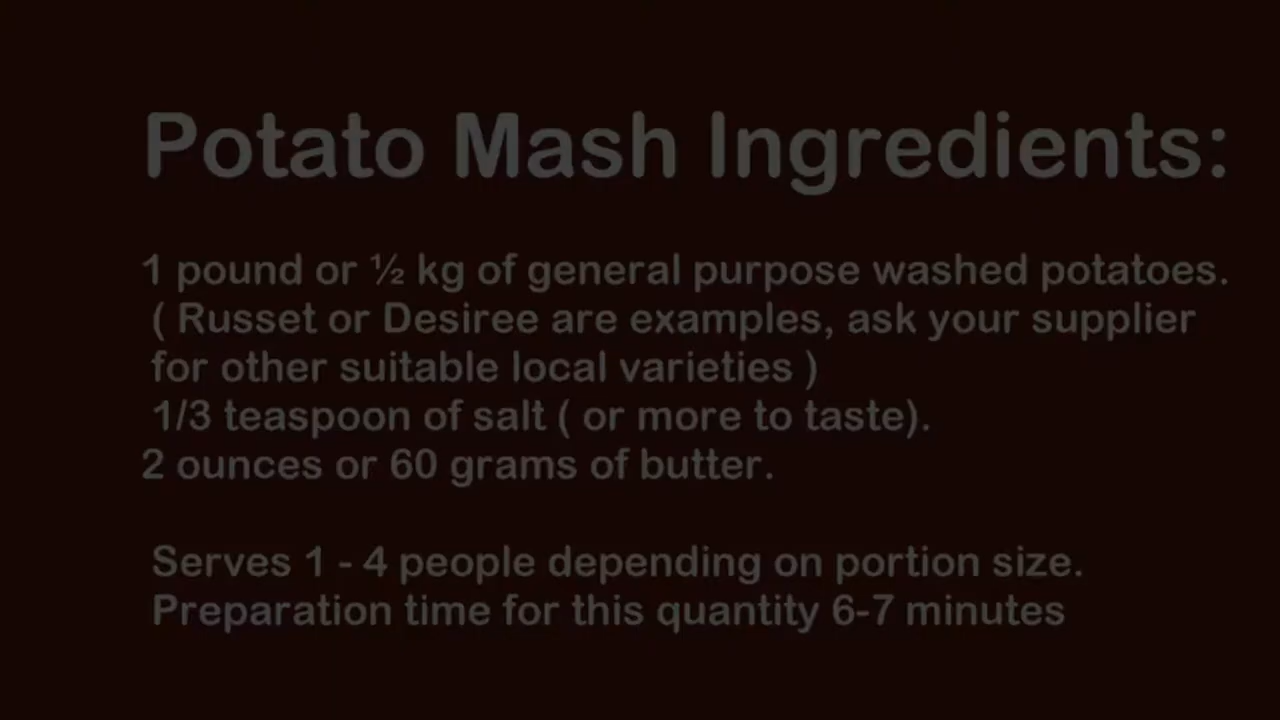 Potato Mash Ingredients:
1 pound or ½ kg of general purpose washed potatoes.
( Russet or Desiree are examples, ask your supplier
for other suitable local varieties )
1/3 teaspoon of salt ( or more to taste).
2 ounces or 60 grams of butter.
Serves 1 - 4 people depending on portion size.
Preparation time for this quantity 6-7 minutes